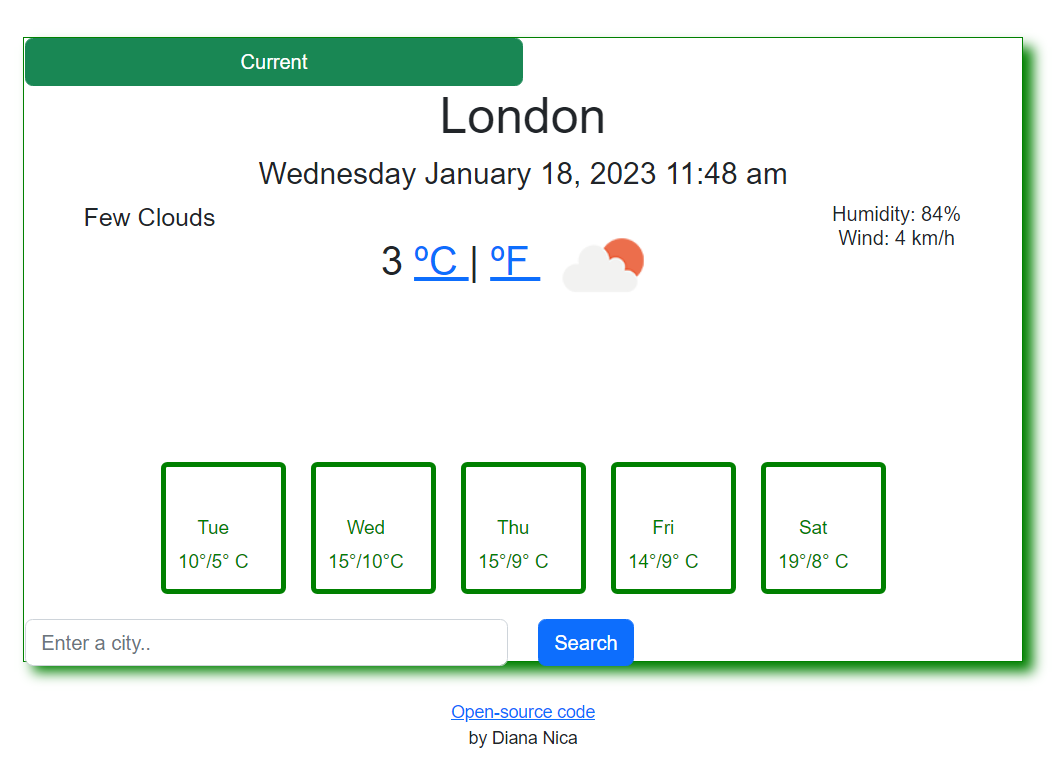 Current
London
Wednesday January 18, 2023 11:48 am
Few Clouds
Humidity: 84%
Wind: 4 km/h
3 ºC | ºF
Tue
10°/5° C
Wed
15°/10°C
Thu
15°/9° C
Fri
14°/9° C
Sat
19°/8° C
Enter a city..
Search
Open-source code
by Diana Nica